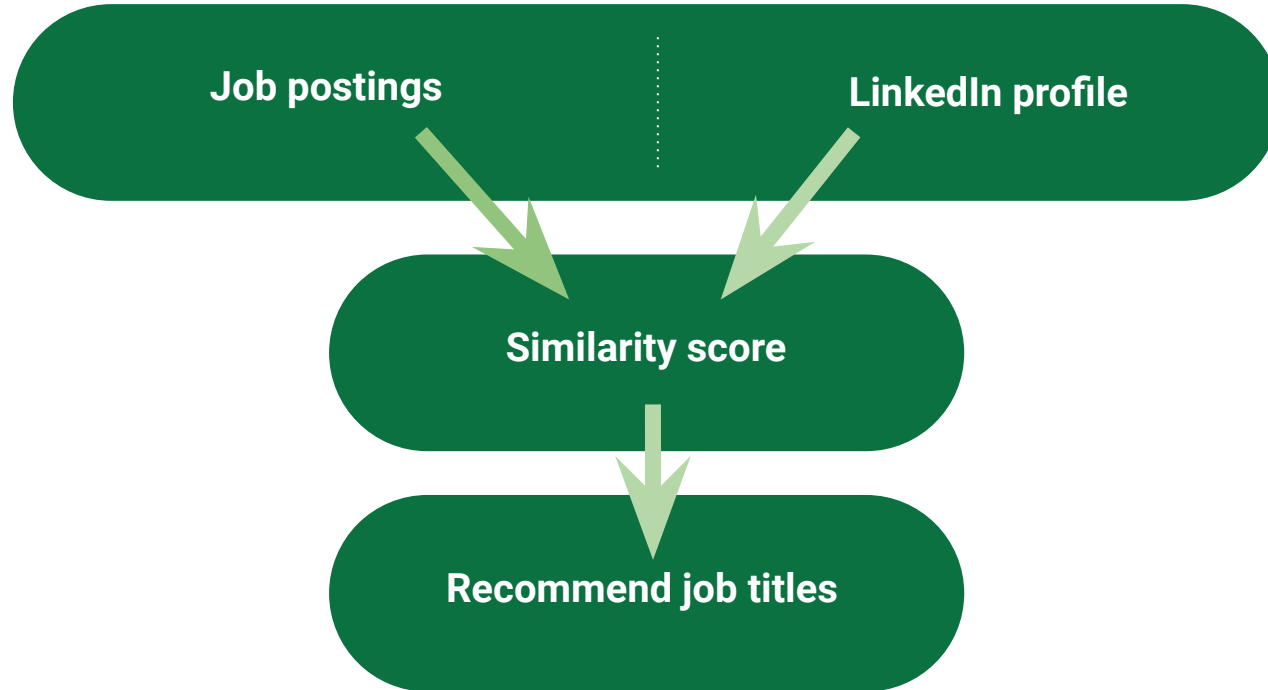 Job postings
LinkedIn profile
Similarity score
Recommend job titles